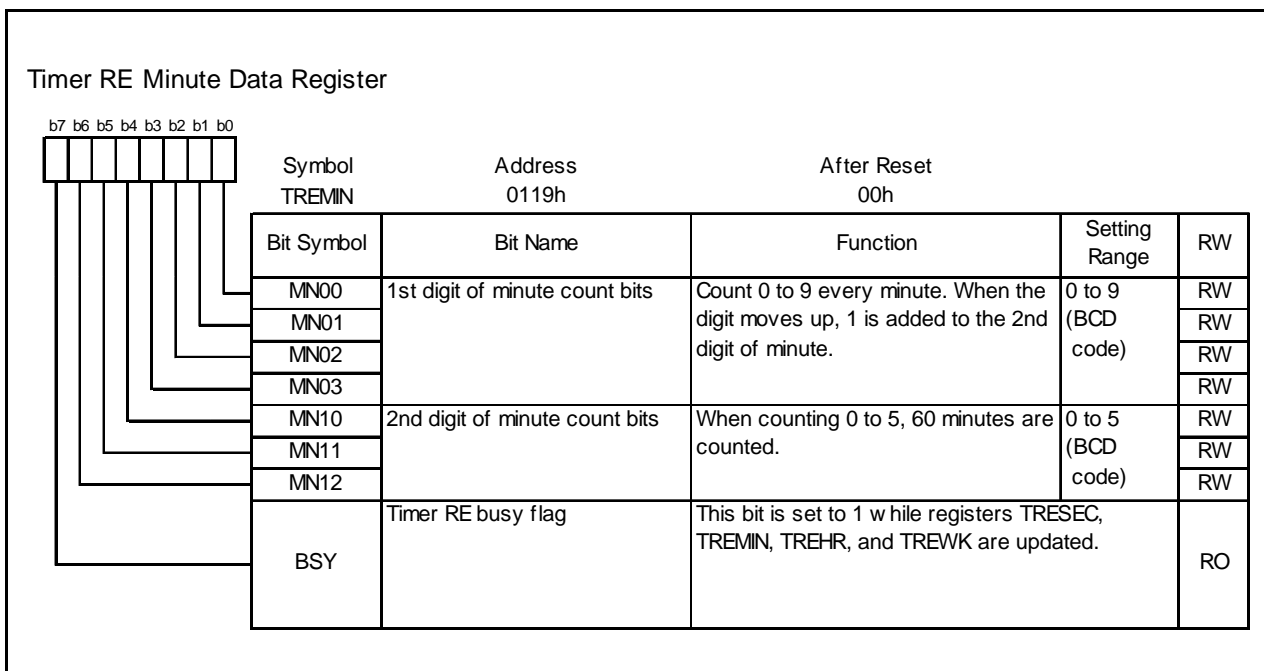 Timer RE Minute Data Register
b7 b6 b5 b4 b3 b2 b1 b0
Symbol Address After Reset
TREMIN 0119h 00h
Bit Symbol Bit Name Function Setting Range RW
MN00 1st digit of minute count bits Count 0 to 9 every minute. When the 0 to 9 RW
MN01 digit moves up, 1 is added to the 2nd (BCD RW
MN02 digit of minute. code) RW
MN03 RW
MN10 2nd digit of minute count bits When counting 0 to 5, 60 minutes are 0 to 5 RW
MN11 counted. (BCD RW
MN12 code) RW
Timer RE busy flag This bit is set to 1 w hile registers TRESEC,
TREMIN, TREHR, and TREWK are updated.
BSY RO